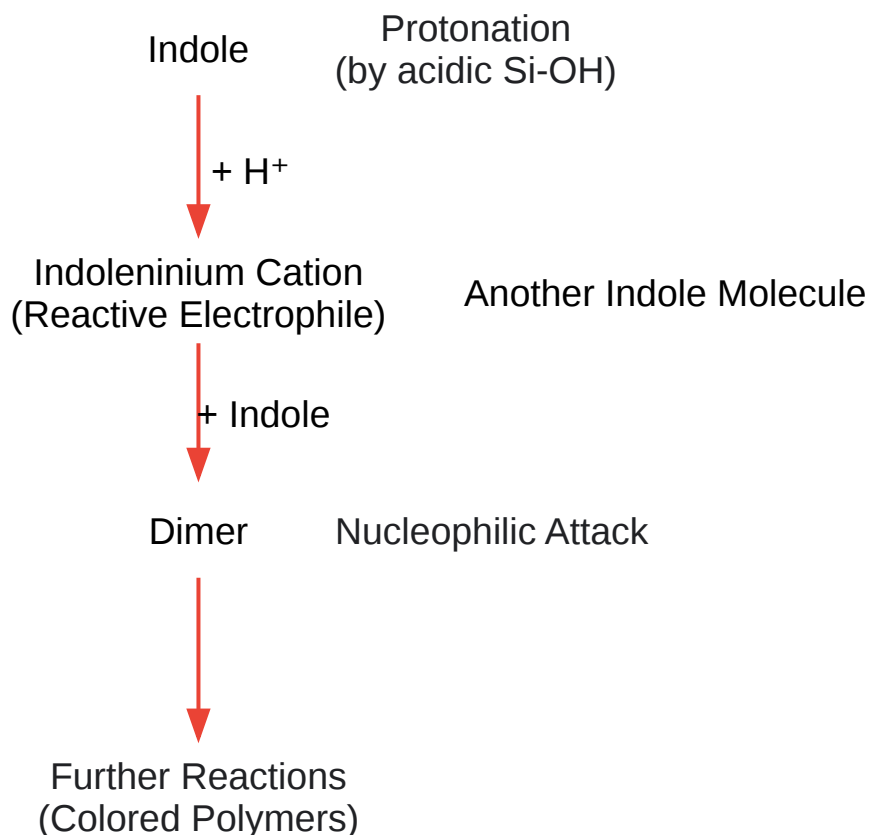 Indole
Protonation
(by acidic Si-OH)
+ H⁺
Indoleninium Cation
(Reactive Electrophile)
Another Indole Molecule
+ Indole
Dimer
Nucleophilic Attack
Further Reactions
(Colored Polymers)